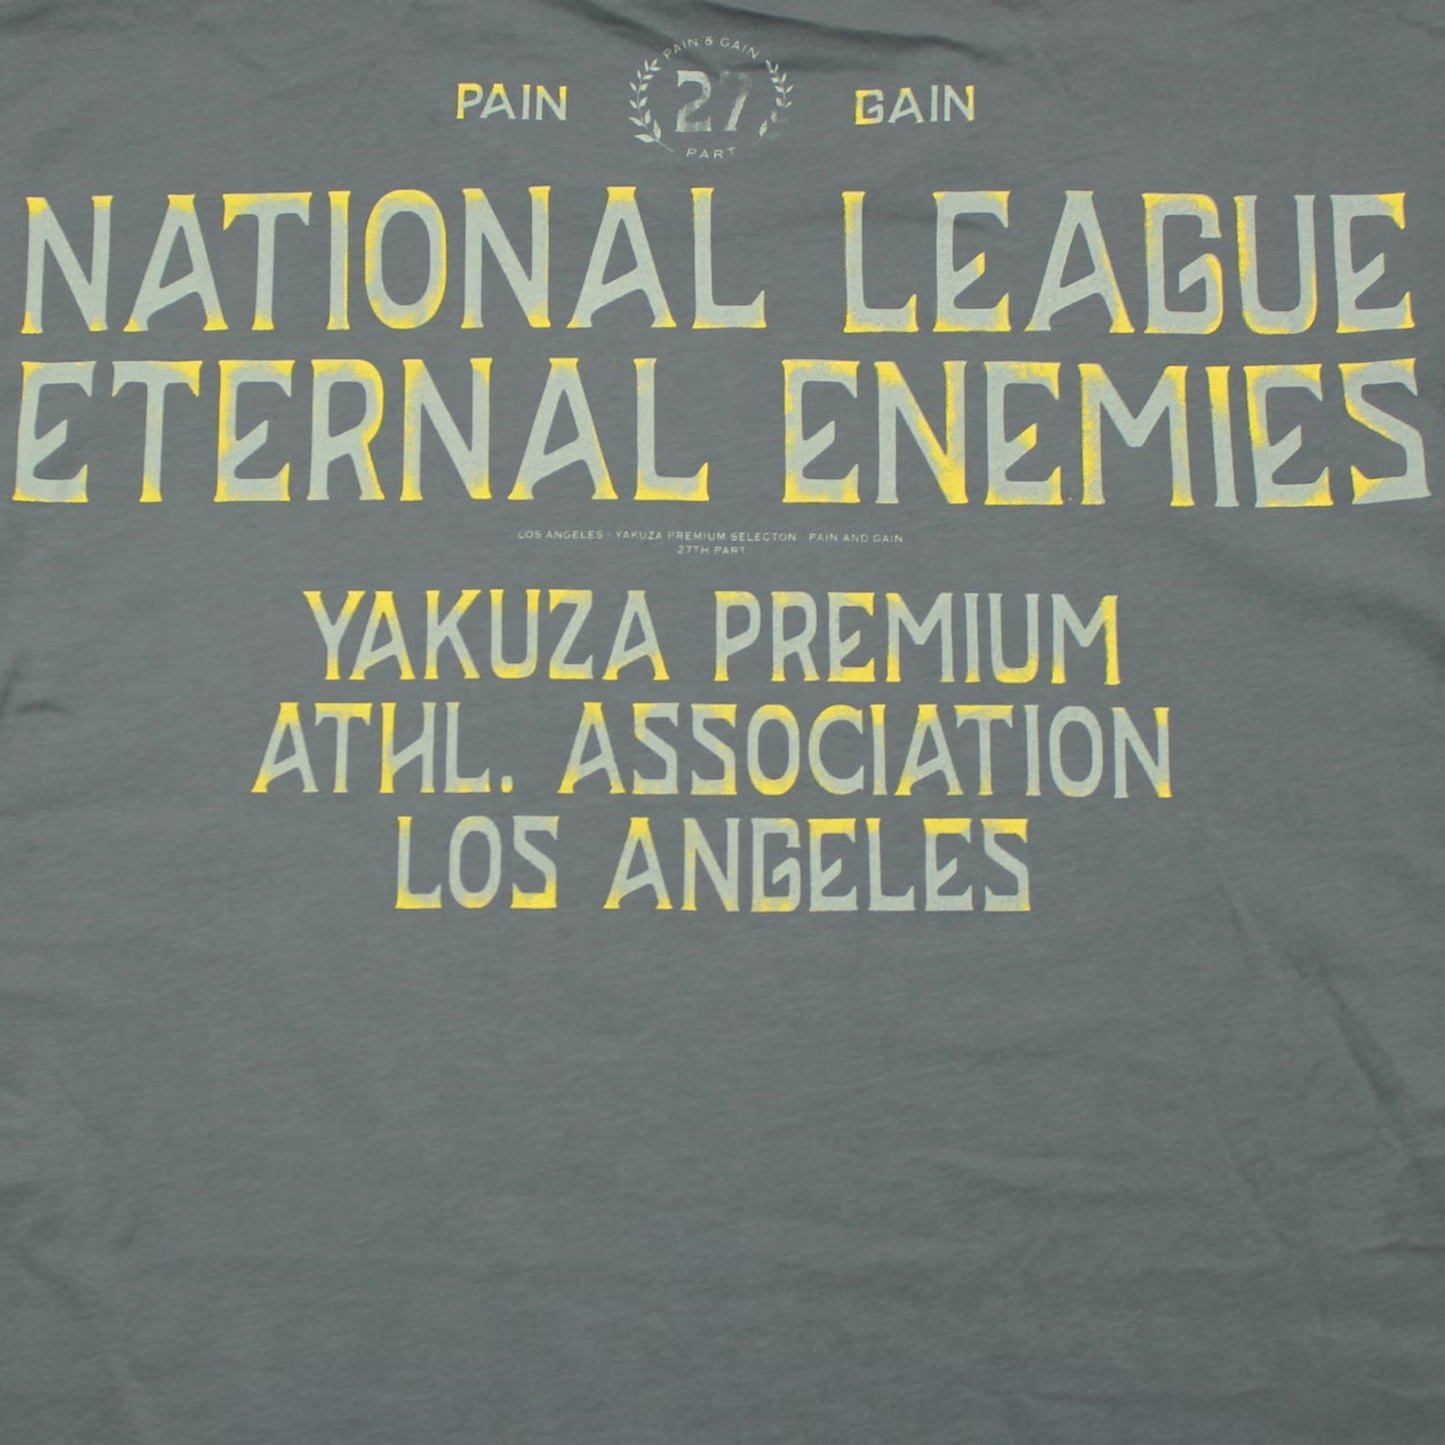 PAIN & GAIN
PAIN 27 GAIN
PART
NATIONAL LEAGUE
ETERNAL ENEMIES
LOS ANGELES - YAKUZA PREMIUM SELECTON PAIN AND GAIN
27TH PART
YAKUZA PREMIUM
ATHL. ASSOCIATION
LOS ANGELES